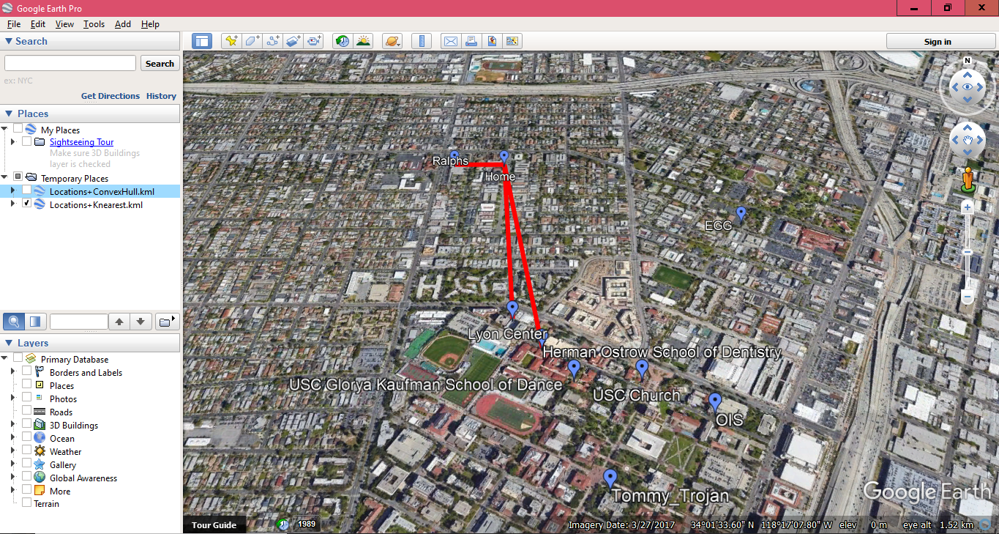 Google Earth Pro
File Edit View Tools Add Help
Search
Sign in
Search
ex: NYC
Get Directions History
Places
My Places
Sightseeing Tour
Make sure 3D Buildings
layer is checked
Temporary Places
Locations+ConvexHull.kml
Locations+Knearest.kml
Layers
Primary Database
Borders and Labels
Places
Photos
Roads
3D Buildings
Ocean
Weather
Gallery
Global Awareness
More
Terrain
N
Ralphs
Home
EGG
Lyon Center
Herman Ostrow School of Dentistry
USC Glorya Kaufman School of Dance
USC Church
OIS
Tommy_Trojan
Google Earth
Tour Guide
1989
Imagery Date: 3/27/2017 34°01'33.60" N 118°17'07.80" W elev 0 m eye alt 1.52 km